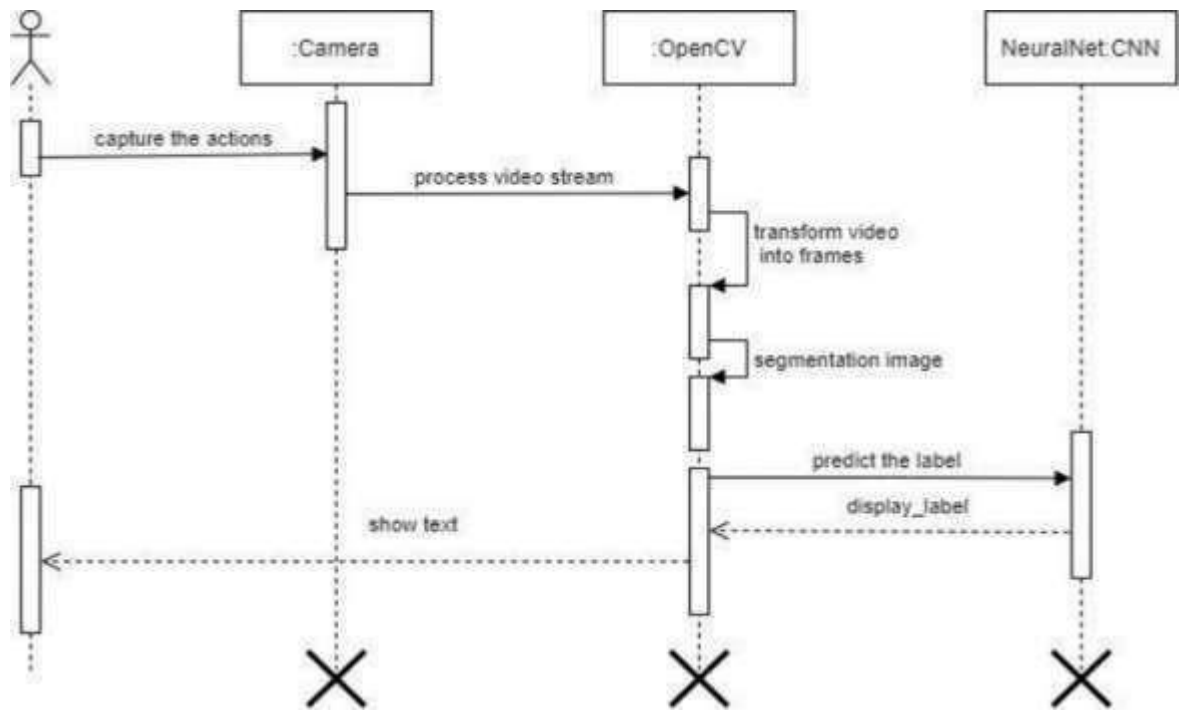 :Camera
:OpenCV
NeuralNet:CNN
capture the actions
process video stream
transform video
into frames
segmentation image
predict the label
display_label
show text